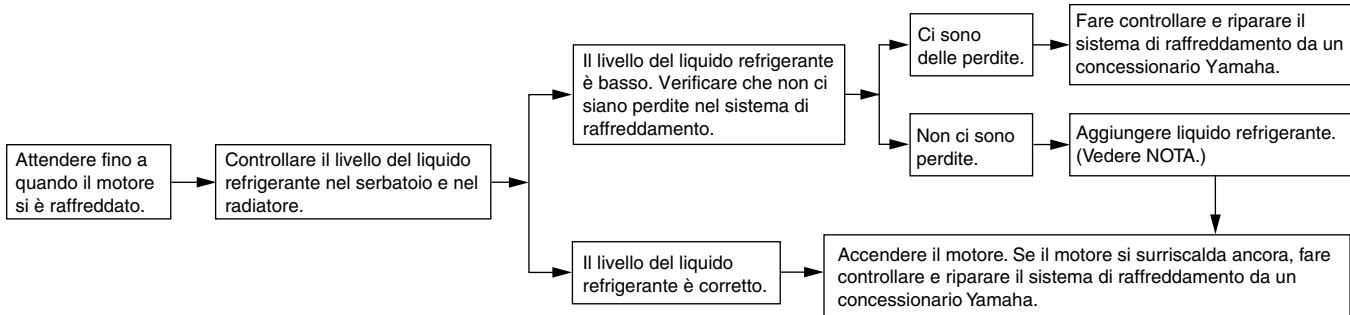 Attendere fino a
quando il motore
si è raffreddato.
Controllare il livello del liquido
refrigerante nel serbatoio e nel
radiatore.
Il livello del liquido refrigerante
è basso. Verificare che non ci
siano perdite nel sistema di
raffreddamento.
Ci sono
delle perdite.
Fare controllare e riparare il
sistema di raffreddamento da un
concessionario Yamaha.
Non ci sono
perdite.
Aggiungere liquido refrigerante.
(Vedere NOTA.)
Il livello del liquido
refrigerante è corretto.
Accendere il motore. Se il motore si surriscalda ancora, fare
controllare e riparare il sistema di raffreddamento da un
concessionario Yamaha.